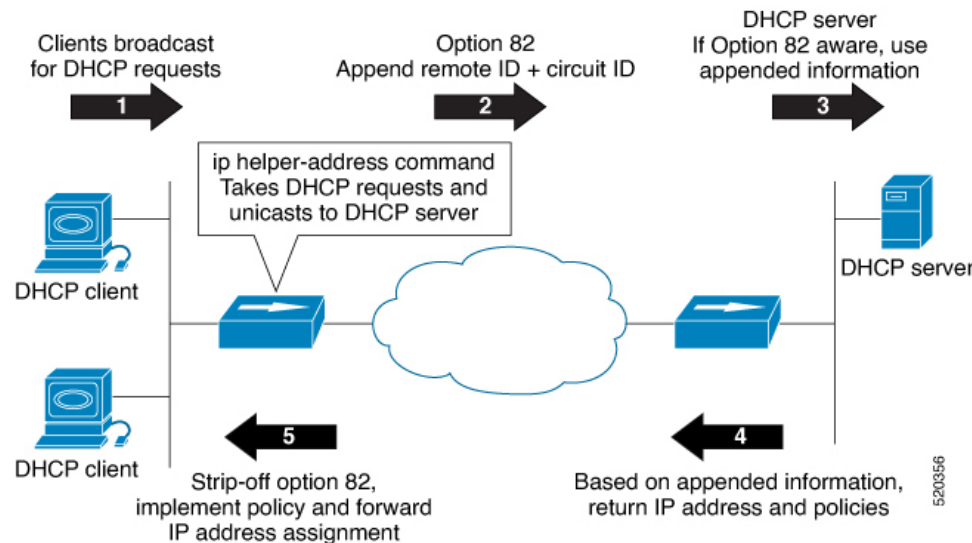 Clients broadcast
for DHCP requests
1
Option 82
Append remote ID + circuit ID
2
DHCP server
If Option 82 aware, use
appended information
3
ip helper-address command
Takes DHCP requests and
unicasts to DHCP server
DHCP client
DHCP server
DHCP client
5
Strip-off option 82,
implement policy and forward
IP address assignment
4
Based on appended information,
return IP address and policies
520356